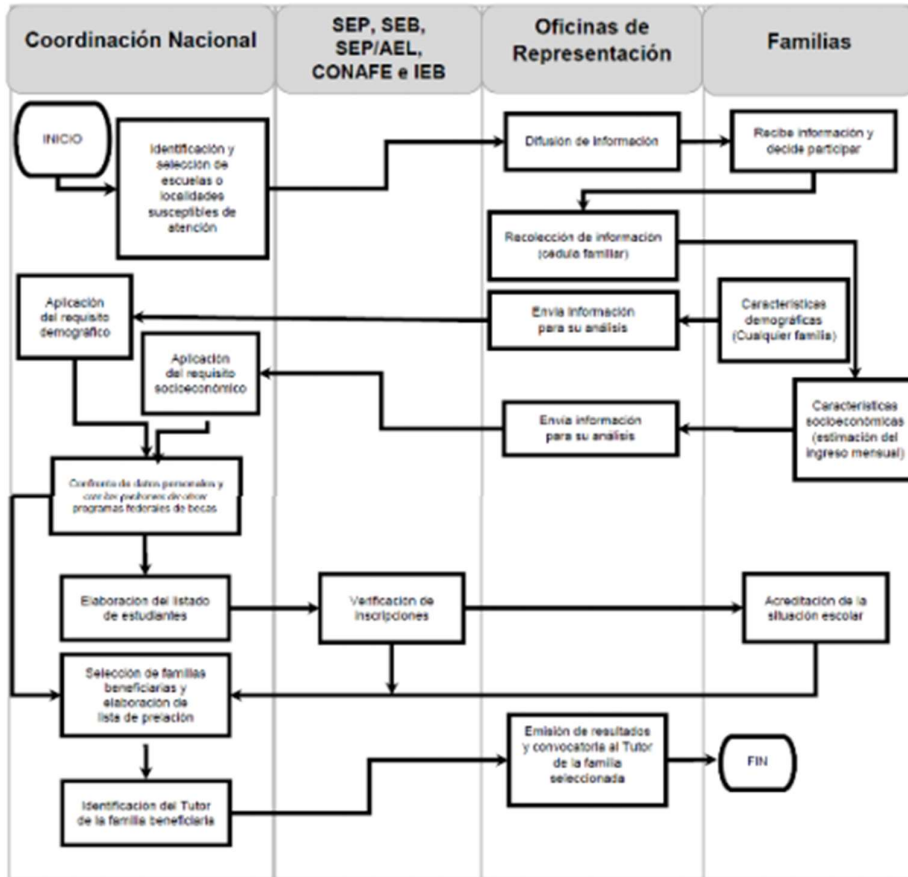 Coordinación Nacional
SEP, SEB,
SEP/AEL,
CONAFE e IEB
Oficinas de
Representación
Familias
INICIO
Identificación y
selección de
escuelas o
localidades
susceptibles de
atención
Difusión de información
Recibe información y
decide participar
Recolección de información
(cédula familiar)
Aplicación
del requisito
demográfico
Envía información
para su análisis
Características
demográficas
(Cualquier familia)
Aplicación
del requisito
socioeconómico
Envía información
para su análisis
Características
socioeconómicas
(estimación del
ingreso mensual)
Confronta de datos personales y
con los padrones de otros
programas federales de becas
Elaboración del listado
de estudiantes
Verificación de
inscripciones
Acreditación de la
situación escolar
Selección de familias
beneficiarias y
elaboración de
lista de prelación
Emisión de resultados
y convocatoria al Tutor
de la familia
seleccionada
FIN
Identificación del Tutor
de la familia beneficiaria